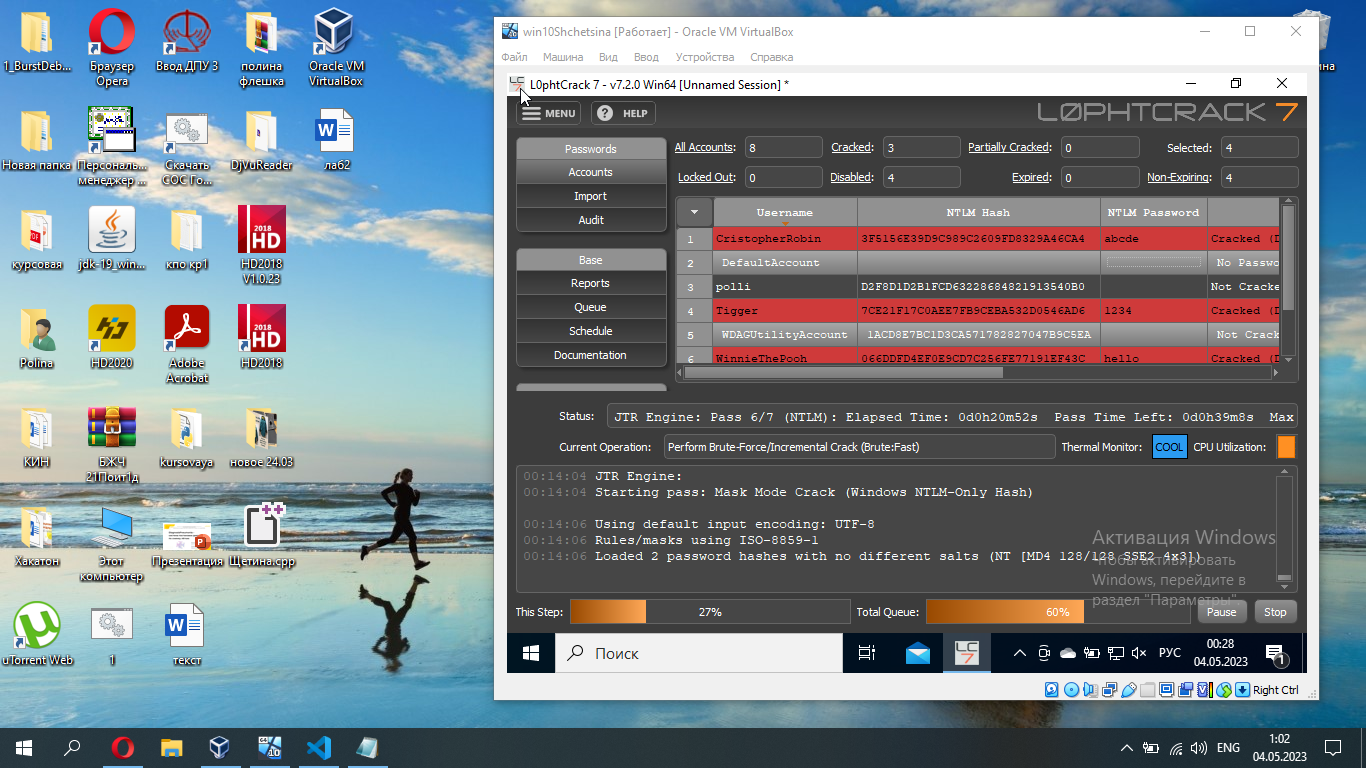 1_BurstDeb...
Браузер Opera
Ввод ДПУ 3
полина флешка
Oracle VM VirtualBox
Новая папка
Персональ... менеджер ...
Скачать СОС Го...
DjVuReader
лаб2
курсовая
jdk-19_win...
кпо кр1
HD2018 V1.0.23
Polina
HD2020
Adobe Acrobat
HD2018
КИН
БЖЧ 21Поит1д
kursovaya
новое 24.03
Хакатон
Этот компьютер
Презентация
Щетина.cpp
uTorrent Web
1
текст
win10Shchetsina [Работает] - Oracle VM VirtualBox
Файл Машина Вид Ввод Устройства Справка
L0phtCrack 7 - v7.2.0 Win64 [Unnamed Session] *
MENU HELP LØPHTCRACK 7
Passwords
Accounts
Import
Audit
Base
Reports
Queue
Schedule
Documentation
All Accounts: 8 Cracked: 3 Partially Cracked: 0 Selected: 4
Locked Out: 0 Disabled: 4 Expired: 0 Non-Expiring: 4
Username NTLM Hash NTLM Password
1 CristopherRobin 3F5156E39D9C989C2609FD8329A46CA4 abcde Cracked (D
2 DefaultAccount No Passwo
3 polli D2F8D1D2B1FCD63228684821913540B0 Not Cracke
4 Tigger 7CE21F17C0AEE7FB9CEBA532D0546AD6 1234 Cracked (D
5 WDAGUtilityAccount 1ACD8E7BC1D3CA571782827047B9C5EA Not Crack
6 WinnieThePooh 066DDFD4EF0E9CD7C256FE77191EF43C hello Cracked (D
Status: JTR Engine: Pass 6/7 (NTLM): Elapsed Time: 0d0h20m52s Pass Time Left: 0d0h39m8s Max
Current Operation: Perform Brute-Force/Incremental Crack (Brute:Fast) Thermal Monitor: COOL CPU Utilization:
00:14:04 JTR Engine:
00:14:04 Starting pass: Mask Mode Crack (Windows NTLM-Only Hash)
00:14:06 Using default input encoding: UTF-8
00:14:06 Rules/masks using ISO-8859-1
00:14:06 Loaded 2 password hashes with no different salts (NT [MD4 128/128 SSE2 4x3])
Активация Windows
Чтобы активировать
Windows, перейдите в
раздел "Параметры".
This Step: 27% Total Queue: 60% Pause Stop
Поиск
РУС
00:28
04.05.2023
1
Right Ctrl
ENG
1:02
04.05.2023